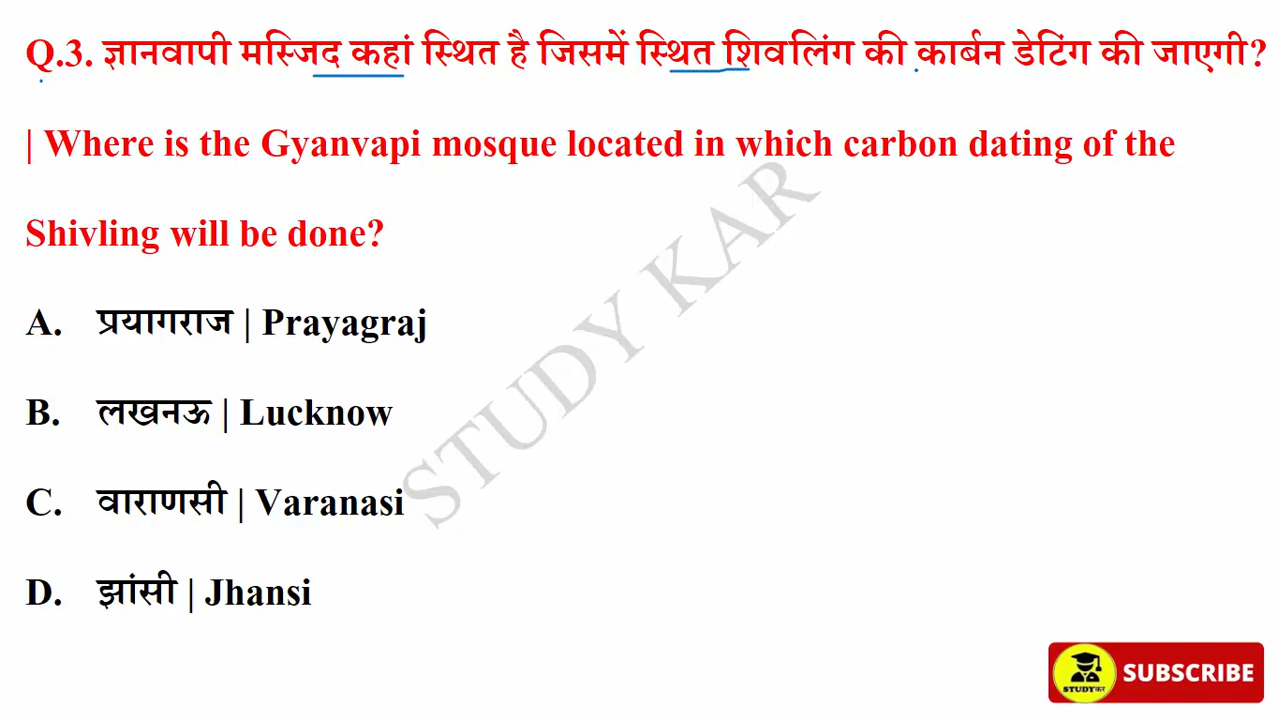 Q.3. ज्ञानवापी मस्जिद कहां स्थित है जिसमें स्थित शिवलिंग की कार्बन डेटिंग की जाएगी?
| Where is the Gyanvapi mosque located in which carbon dating of the
Shivling will be done?
A. प्रयागराज | Prayagraj
B. लखनऊ | Lucknow
C. वाराणसी | Varanasi
D. झांसी | Jhansi
STUDY KAR
SUBSCRIBE
STUDYकर